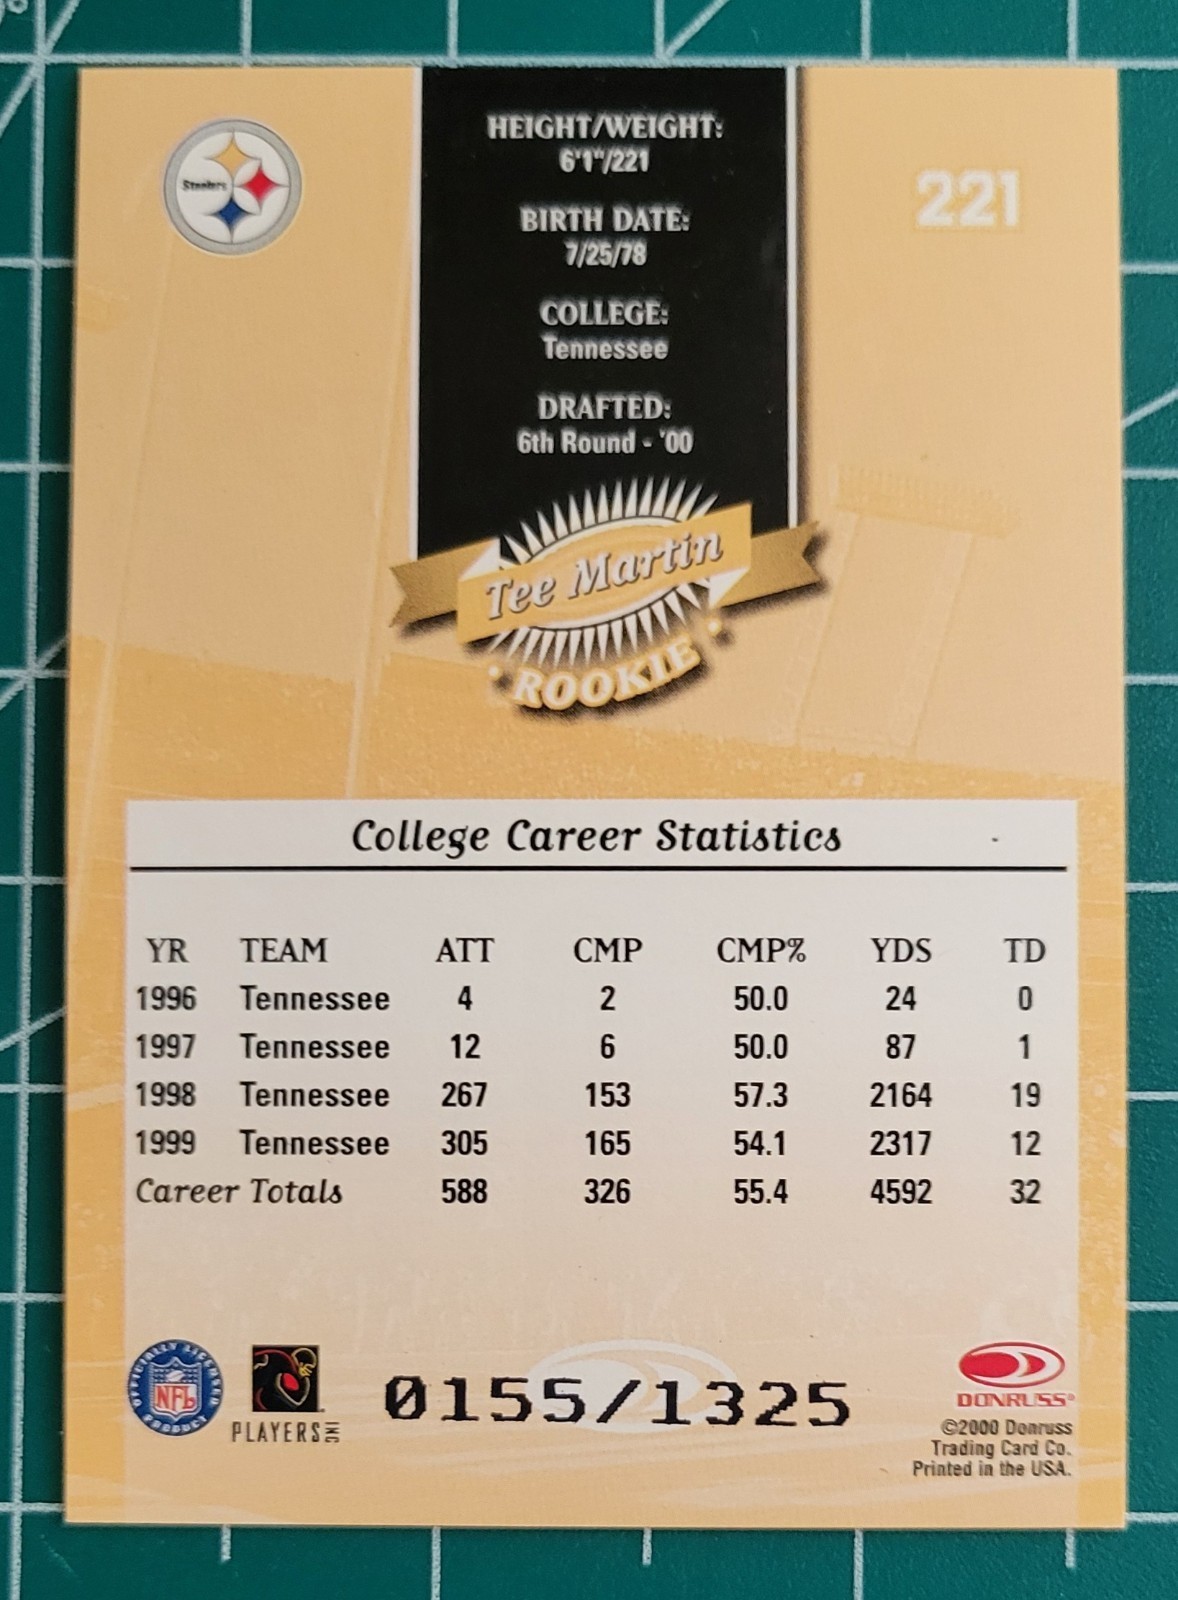 Steelers
HEIGHT/WEIGHT:
6'1"/221
221
BIRTH DATE:
7/25/78
COLLEGE:
Tennessee
DRAFTED:
6th Round - '00
Tee Martin
• ROOKIE •
College Career Statistics
YR TEAM ATT CMP CMP% YDS TD
1996 Tennessee 4 2 50.0 24 0
1997 Tennessee 12 6 50.0 87 1
1998 Tennessee 267 153 57.3 2164 19
1999 Tennessee 305 165 54.1 2317 12
Career Totals 588 326 55.4 4592 32
OFFICIALLY LICENSED PRODUCT
NFL
PLAYERS INC
0155/1325
DONRUSS®
©2000 Donruss
Trading Card Co.
Printed in the USA.